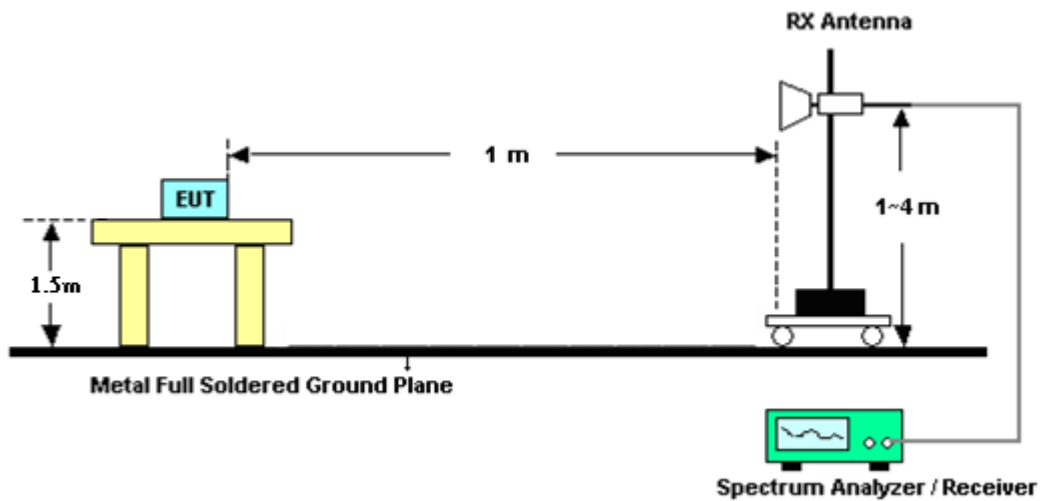 RX Antenna
1 m
EUT
1~4 m
1.5m
Metal Full Soldered Ground Plane
Spectrum Analyzer / Receiver